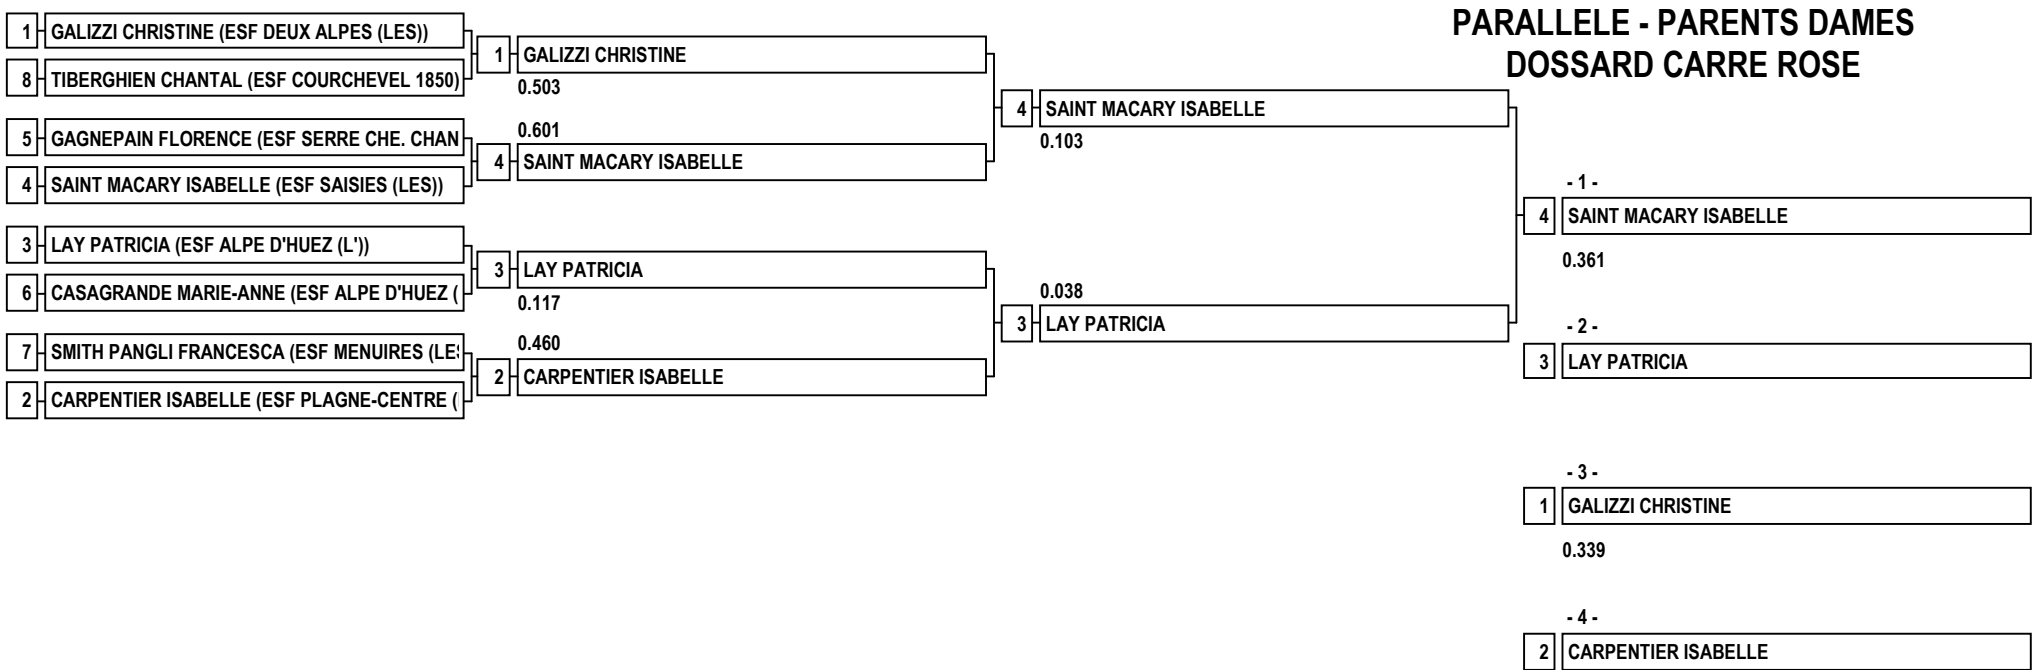 PARALLELE - PARENTS DAMES
DOSSARD CARRE ROSE
1 GALIZZI CHRISTINE (ESF DEUX ALPES (LES))
8 TIBERGHIEN CHANTAL (ESF COURCHEVEL 1850)
5 GAGNEPAIN FLORENCE (ESF SERRE CHE. CHAN
4 SAINT MACARY ISABELLE (ESF SAISIES (LES))
3 LAY PATRICIA (ESF ALPE D'HUEZ (L'))
6 CASAGRANDE MARIE-ANNE (ESF ALPE D'HUEZ (
7 SMITH PANGLI FRANCESCA (ESF MENUIRES (LES
2 CARPENTIER ISABELLE (ESF PLAGNE-CENTRE (
1 GALIZZI CHRISTINE
0.503
0.601
4 SAINT MACARY ISABELLE
3 LAY PATRICIA
0.117
0.460
2 CARPENTIER ISABELLE
4 SAINT MACARY ISABELLE
0.103
0.038
3 LAY PATRICIA
- 1 -
4 SAINT MACARY ISABELLE
0.361
- 2 -
3 LAY PATRICIA
- 3 -
1 GALIZZI CHRISTINE
0.339
- 4 -
2 CARPENTIER ISABELLE